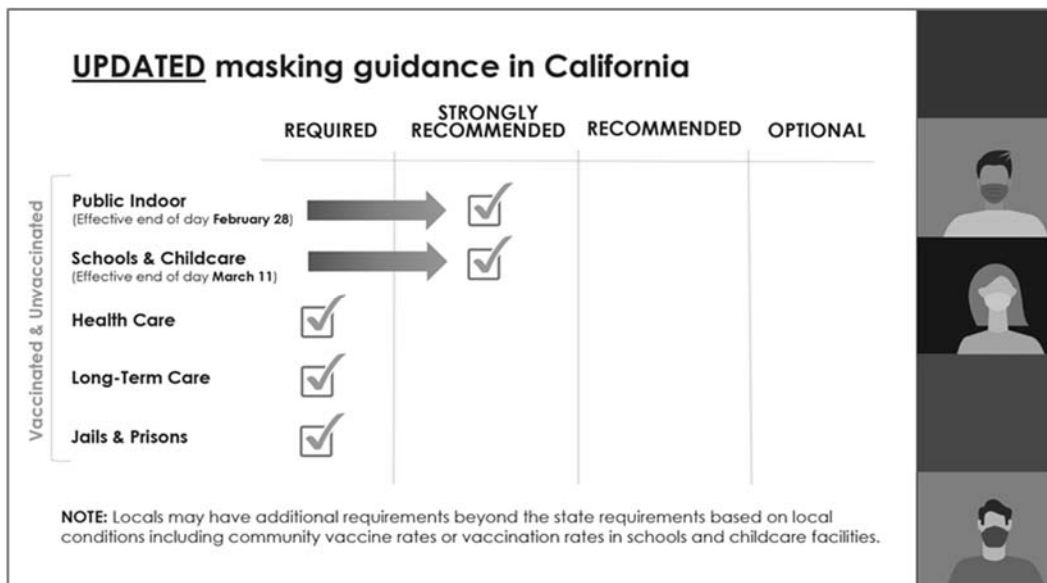 UPDATED masking guidance in California
REQUIRED
STRONGLY
RECOMMENDED
RECOMMENDED
OPTIONAL
Vaccinated & Unvaccinated
Public Indoor
(Effective end of day February 28)
Schools & Childcare
(Effective end of day March 11)
Health Care
Long-Term Care
Jails & Prisons
NOTE: Locals may have additional requirements beyond the state requirements based on local
conditions including community vaccine rates or vaccination rates in schools and childcare facilities.